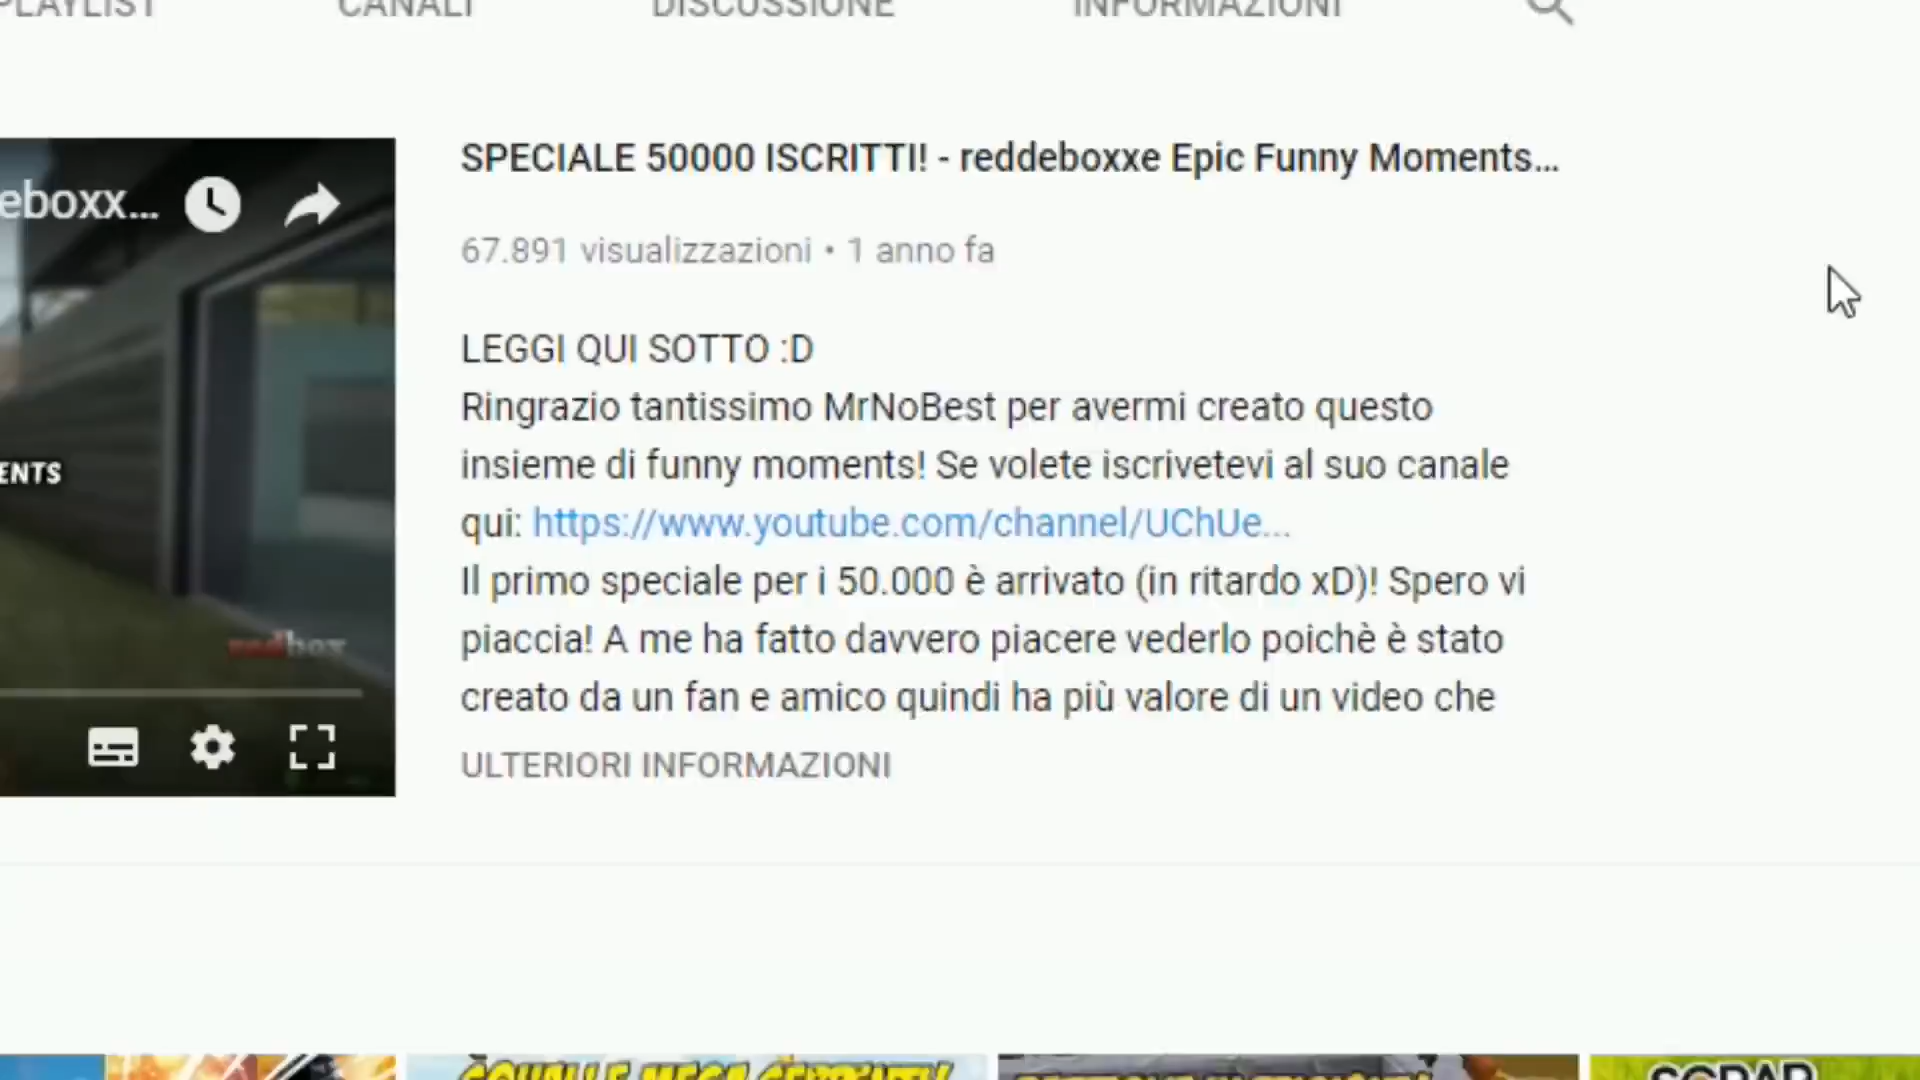 PLAYLIST CANALI DISCUSSIONE INFORMAZIONI
SPECIALE 50000 ISCRITTI! - reddeboxxe Epic Funny Moments...
eboxx...
67.891 visualizzazioni • 1 anno fa
LEGGI QUI SOTTO :D
Ringrazio tantissimo MrNoBest per avermi creato questo
ENTS
insieme di funny moments! Se volete iscrivetevi al suo canale
qui: https://www.youtube.com/channel/UChUe...
Il primo speciale per i 50.000 è arrivato (in ritardo xD)! Spero vi
redbox
piaccia! A me ha fatto davvero piacere vederlo poichè è stato
creato da un fan e amico quindi ha più valore di un video che
ULTERIORI INFORMAZIONI